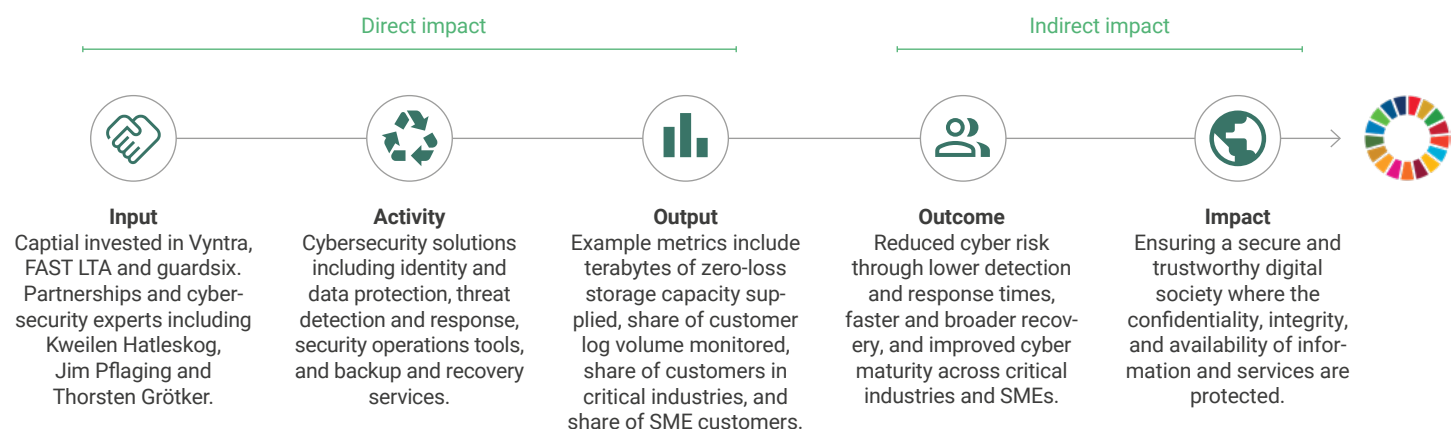 Direct impact
Indirect impact
Input
Captial invested in Vyntra,
FAST LTA and guardsix.
Partnerships and cyber-
security experts including
Kweilen Hatleskog,
Jim Pflaging and
Thorsten Grötker.
Activity
Cybersecurity solutions
including identity and
data protection, threat
detection and response,
security operations tools,
and backup and recovery
services.
Output
Example metrics include
terabytes of zero-loss
storage capacity sup-
plied, share of customer
log volume monitored,
share of customers in
critical industries, and
share of SME customers.
Outcome
Reduced cyber risk
through lower detection
and response times,
faster and broader recov-
ery, and improved cyber
maturity across critical
industries and SMEs.
Impact
Ensuring a secure and
trustworthy digital
society where the
confidentiality, integrity,
and availability of infor-
mation and services are
protected.